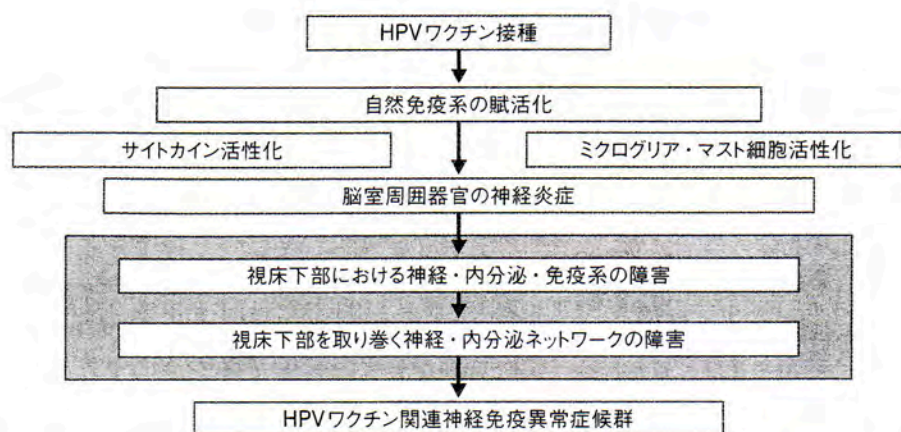 HPVワクチン接種
自然免疫系の賦活化
サイトカイン活性化
ミクログリア・マスト細胞活性化
脳室周囲器官の神経炎症
視床下部における神経・内分泌・免疫系の障害
視床下部を取り巻く神経・内分泌ネットワークの障害
HPVワクチン関連神経免疫異常症候群